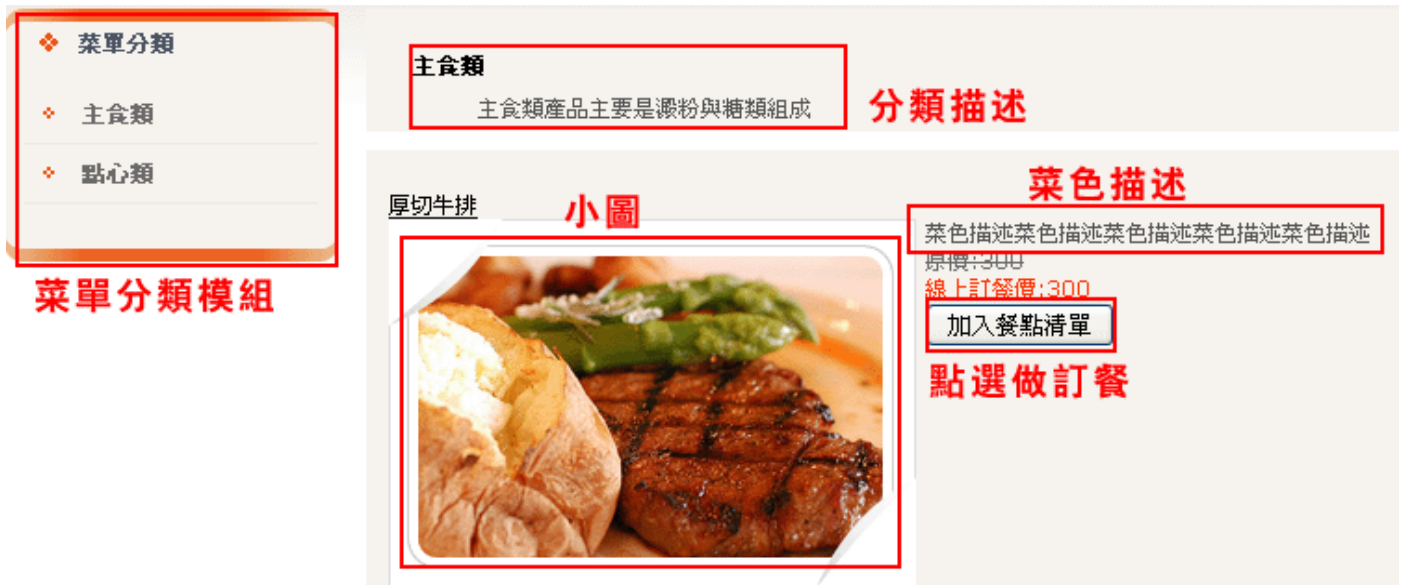 菜單分類
主食類
點心類
菜單分類模組
主食類
主食類產品主要是澱粉與糖類組成
分類描述
厚切牛排
小圖
菜色描述
菜色描述菜色描述菜色描述菜色描述菜色描述
原價:300
線上訂餐價:300
加入餐點清單
點選做訂餐